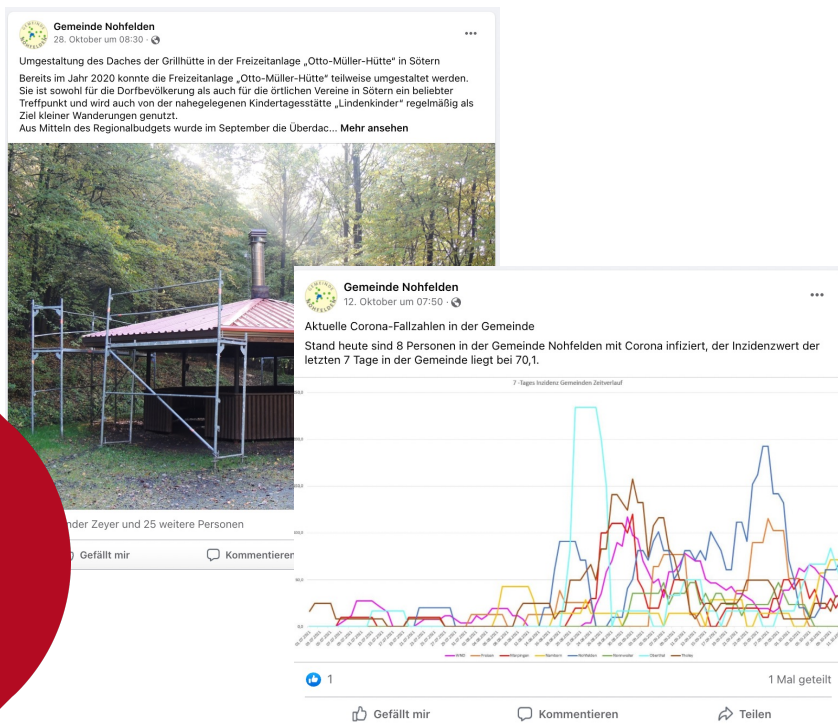 Gemeinde Nohfelden
28. Oktober um 08:30 ·
Umgestaltung des Daches der Grillhütte in der Freizeitanlage „Otto-Müller-Hütte“ in Sötern
Bereits im Jahr 2020 konnte die Freizeitanlage „Otto-Müller-Hütte“ teilweise umgestaltet werden.
Sie ist sowohl für die Dorfbevölkerung als auch für die örtlichen Vereine in Sötern ein beliebter
Treffpunkt und wird auch von der nahegelegenen Kindertagesstätte „Lindenkinder“ regelmäßig als
Ziel kleiner Wanderungen genutzt.
Aus Mitteln des Regionalbudgets wurde im September die Überdac... Mehr ansehen
Zeyer und 25 weitere Personen
Gefällt mir
Kommentieren
Gemeinde Nohfelden
12. Oktober um 07:50 ·
Aktuelle Corona-Fallzahlen in der Gemeinde
Stand heute sind 8 Personen in der Gemeinde Nohfelden mit Corona infiziert, der Inzidenzwert der
letzten 7 Tage in der Gemeinde liegt bei 70,1.
7 -Tages Inzidenz Gemeinden Zeitverlauf
1
1 Mal geteilt
Gefällt mir
Kommentieren
Teilen